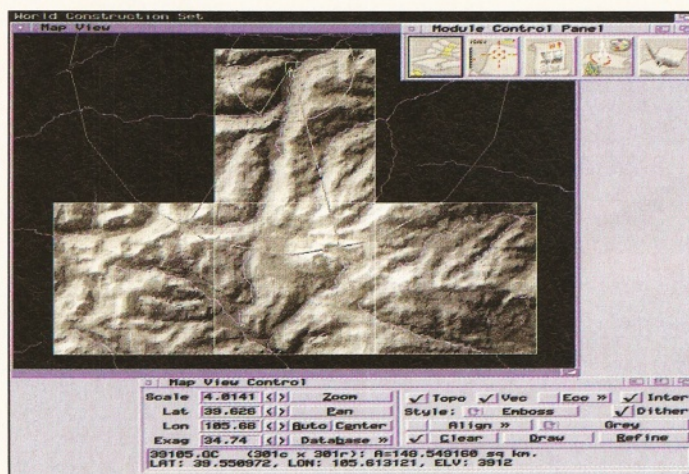 World Construction Set
Map View
Module Control Panel
Map View Control
Scale 4.0141 Zoom
Lat 39.626 Pan
Lon 105.68 Auto Center
Exag 34.74 DataBase »
Topo Vec Eco » Inter
Style: Emboss Dither
Align » Grey
Clear Draw Refine
39105.GC (301c x 301r): A=148.549160 sq km.
LAT: 39.550972, LON: 105.613121, ELV: 3912